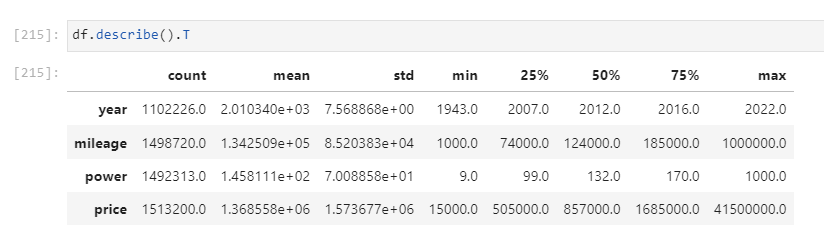 [215]: df.describe().T
[215]:
count mean std min 25% 50% 75% max
year 1102226.0 2.010340e+03 7.568868e+00 1943.0 2007.0 2012.0 2016.0 2022.0
mileage 1498720.0 1.342509e+05 8.520383e+04 1000.0 74000.0 124000.0 185000.0 1000000.0
power 1492313.0 1.458111e+02 7.008858e+01 9.0 99.0 132.0 170.0 1000.0
price 1513200.0 1.368558e+06 1.573677e+06 15000.0 505000.0 857000.0 1685000.0 41500000.0